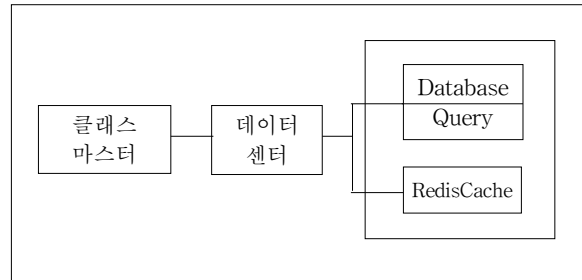 클래스
마스터
데이터
센터
Database
Query
RedisCache